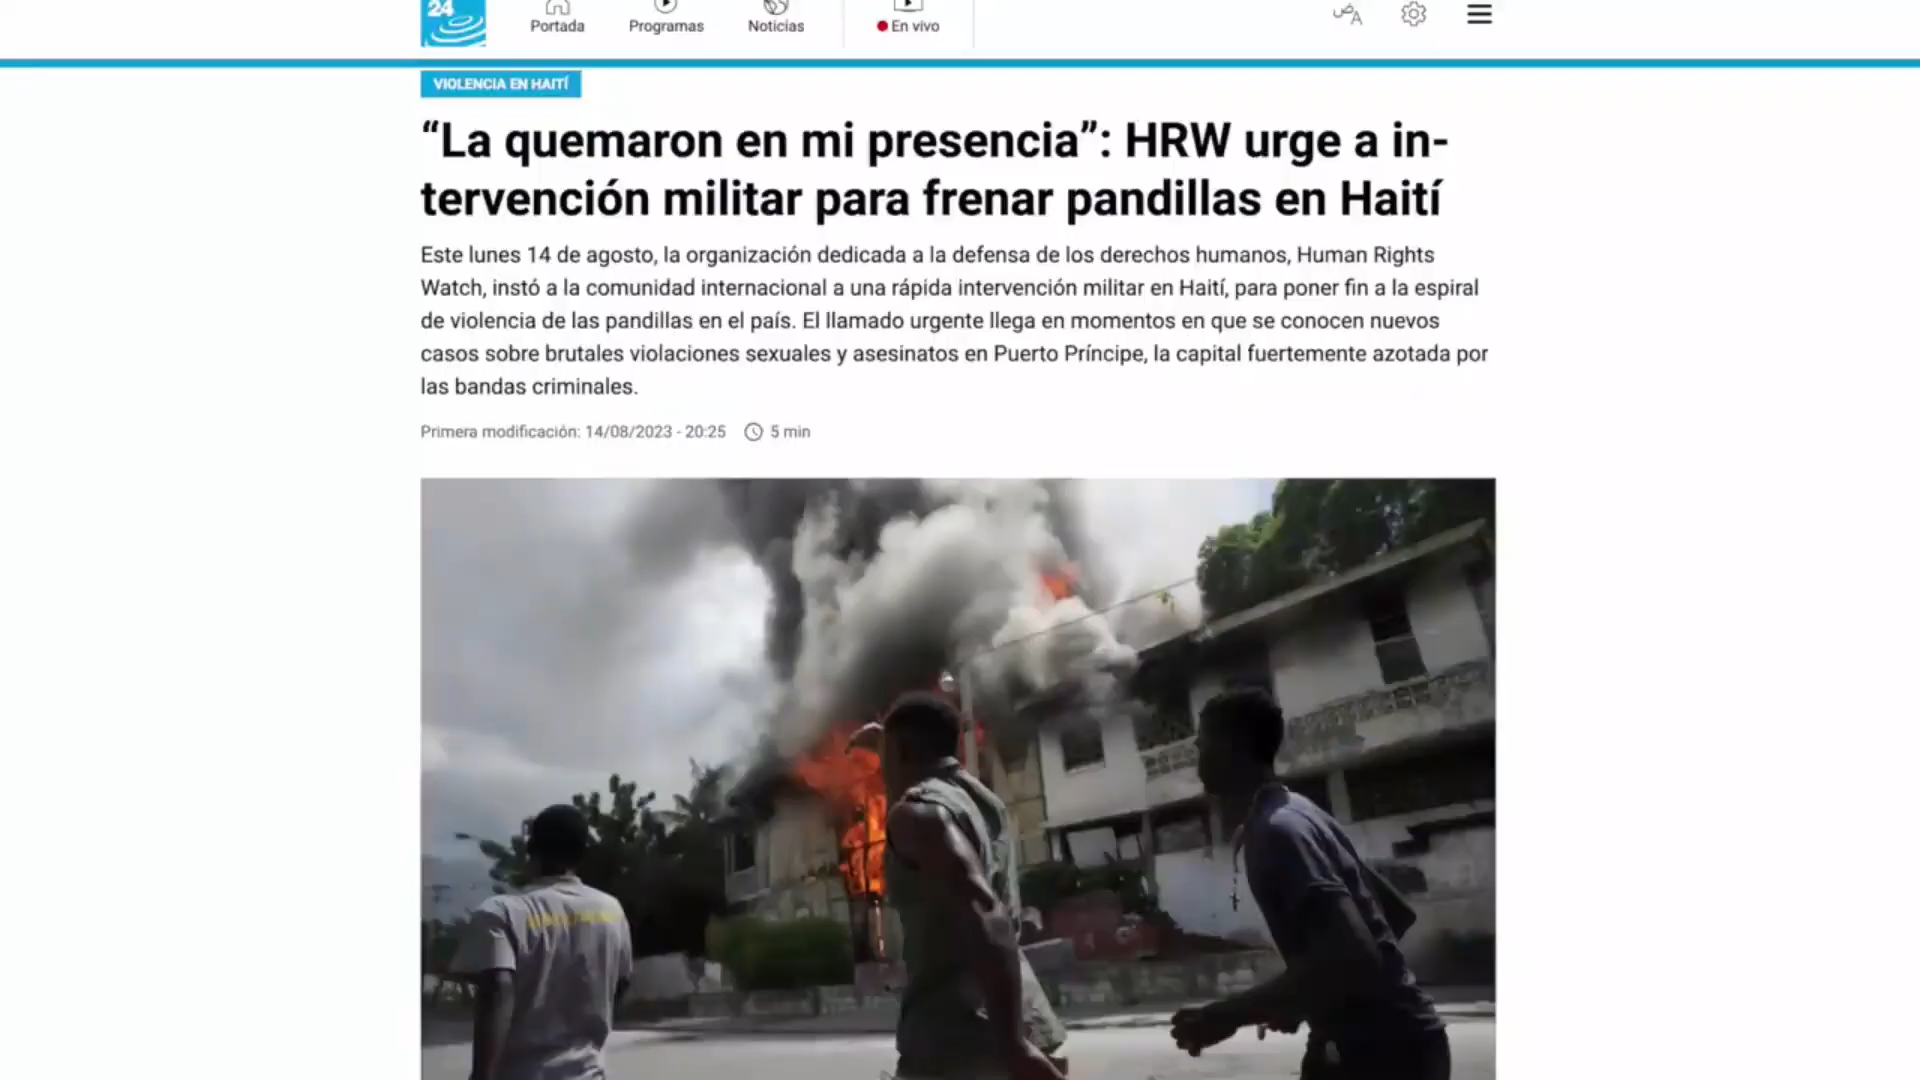 24
Portada
Programas
Noticias
En vivo
VIOLENCIA EN HAITÍ
“La quemaron en mi presencia”: HRW urge a in-
tervención militar para frenar pandillas en Haití
Este lunes 14 de agosto, la organización dedicada a la defensa de los derechos humanos, Human Rights
Watch, instó a la comunidad internacional a una rápida intervención militar en Haití, para poner fin a la espiral
de violencia de las pandillas en el país. El llamado urgente llega en momentos en que se conocen nuevos
casos sobre brutales violaciones sexuales y asesinatos en Puerto Príncipe, la capital fuertemente azotada por
las bandas criminales.
Primera modificación: 14/08/2023 - 20:25 5 min